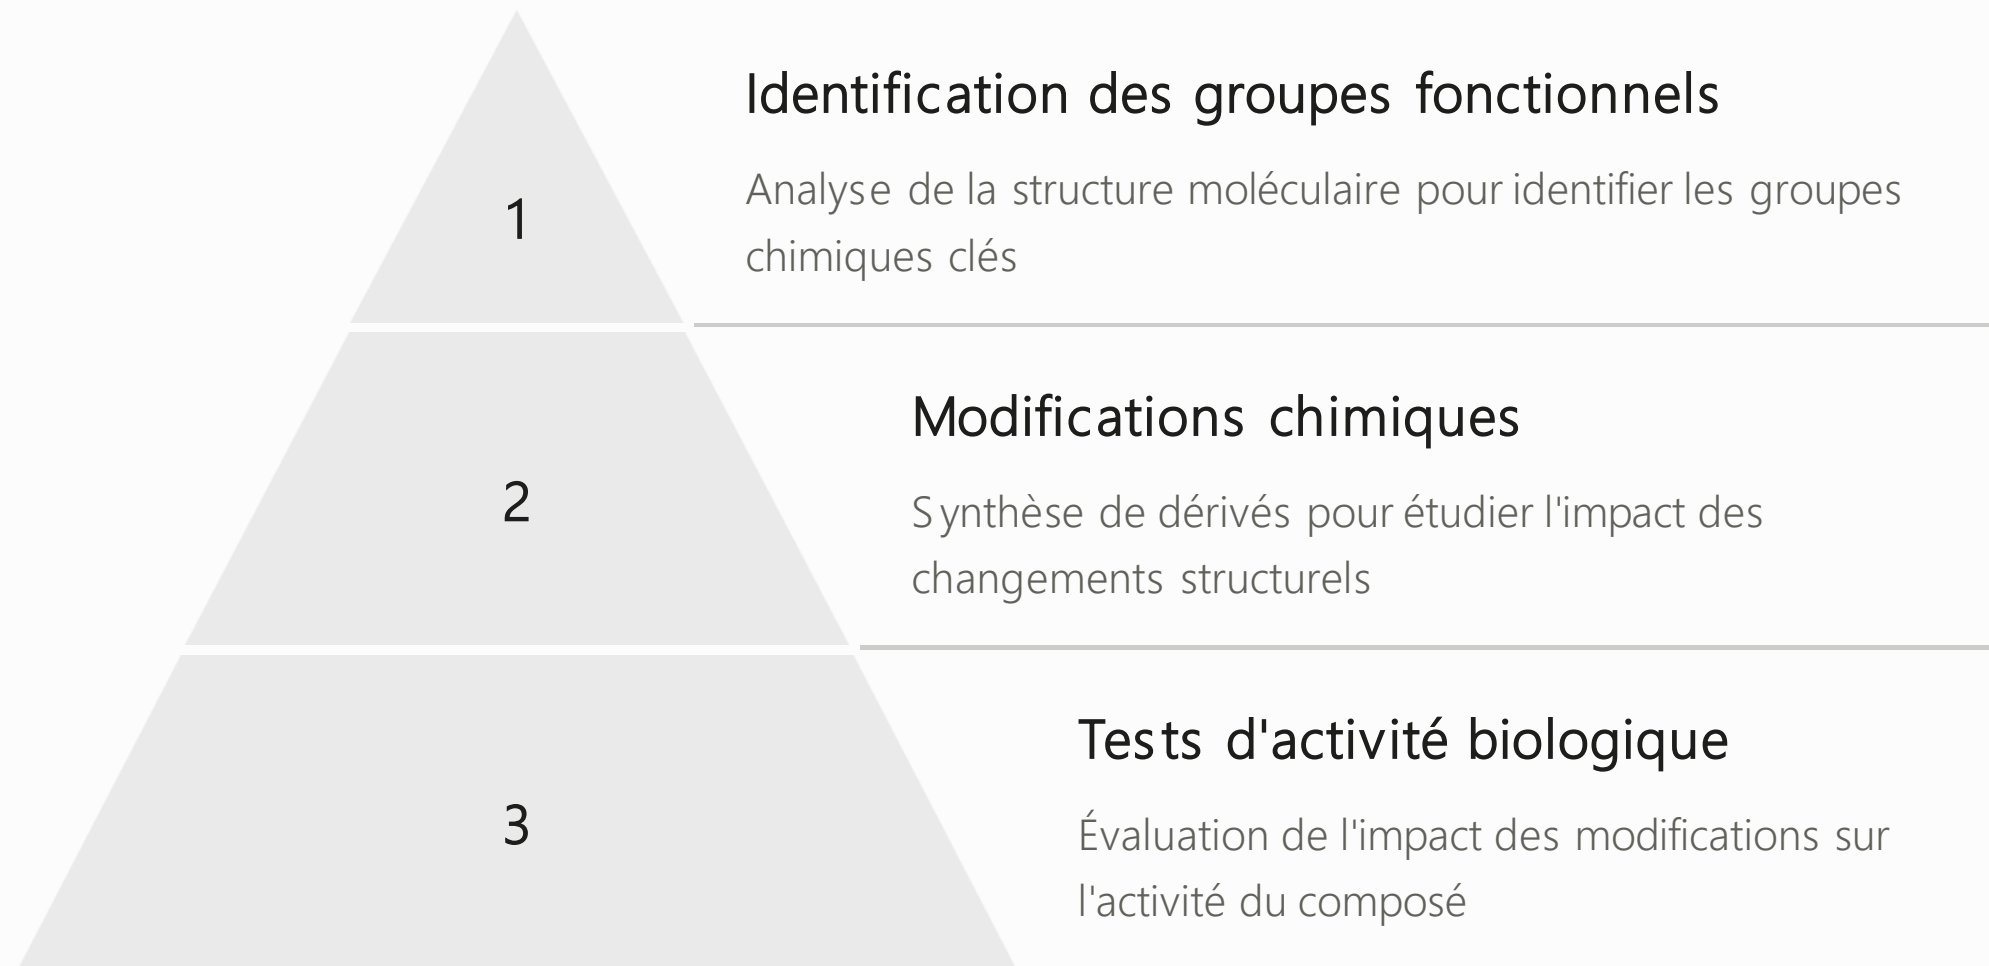 Identification des groupes fonctionnels
Analyse de la structure moléculaire pour identifier les groupes
chimiques clés
1
Modifications chimiques
Synthèse de dérivés pour étudier l'impact des
changements structurels
2
Tests d'activité biologique
Évaluation de l'impact des modifications sur
l'activité du composé
3